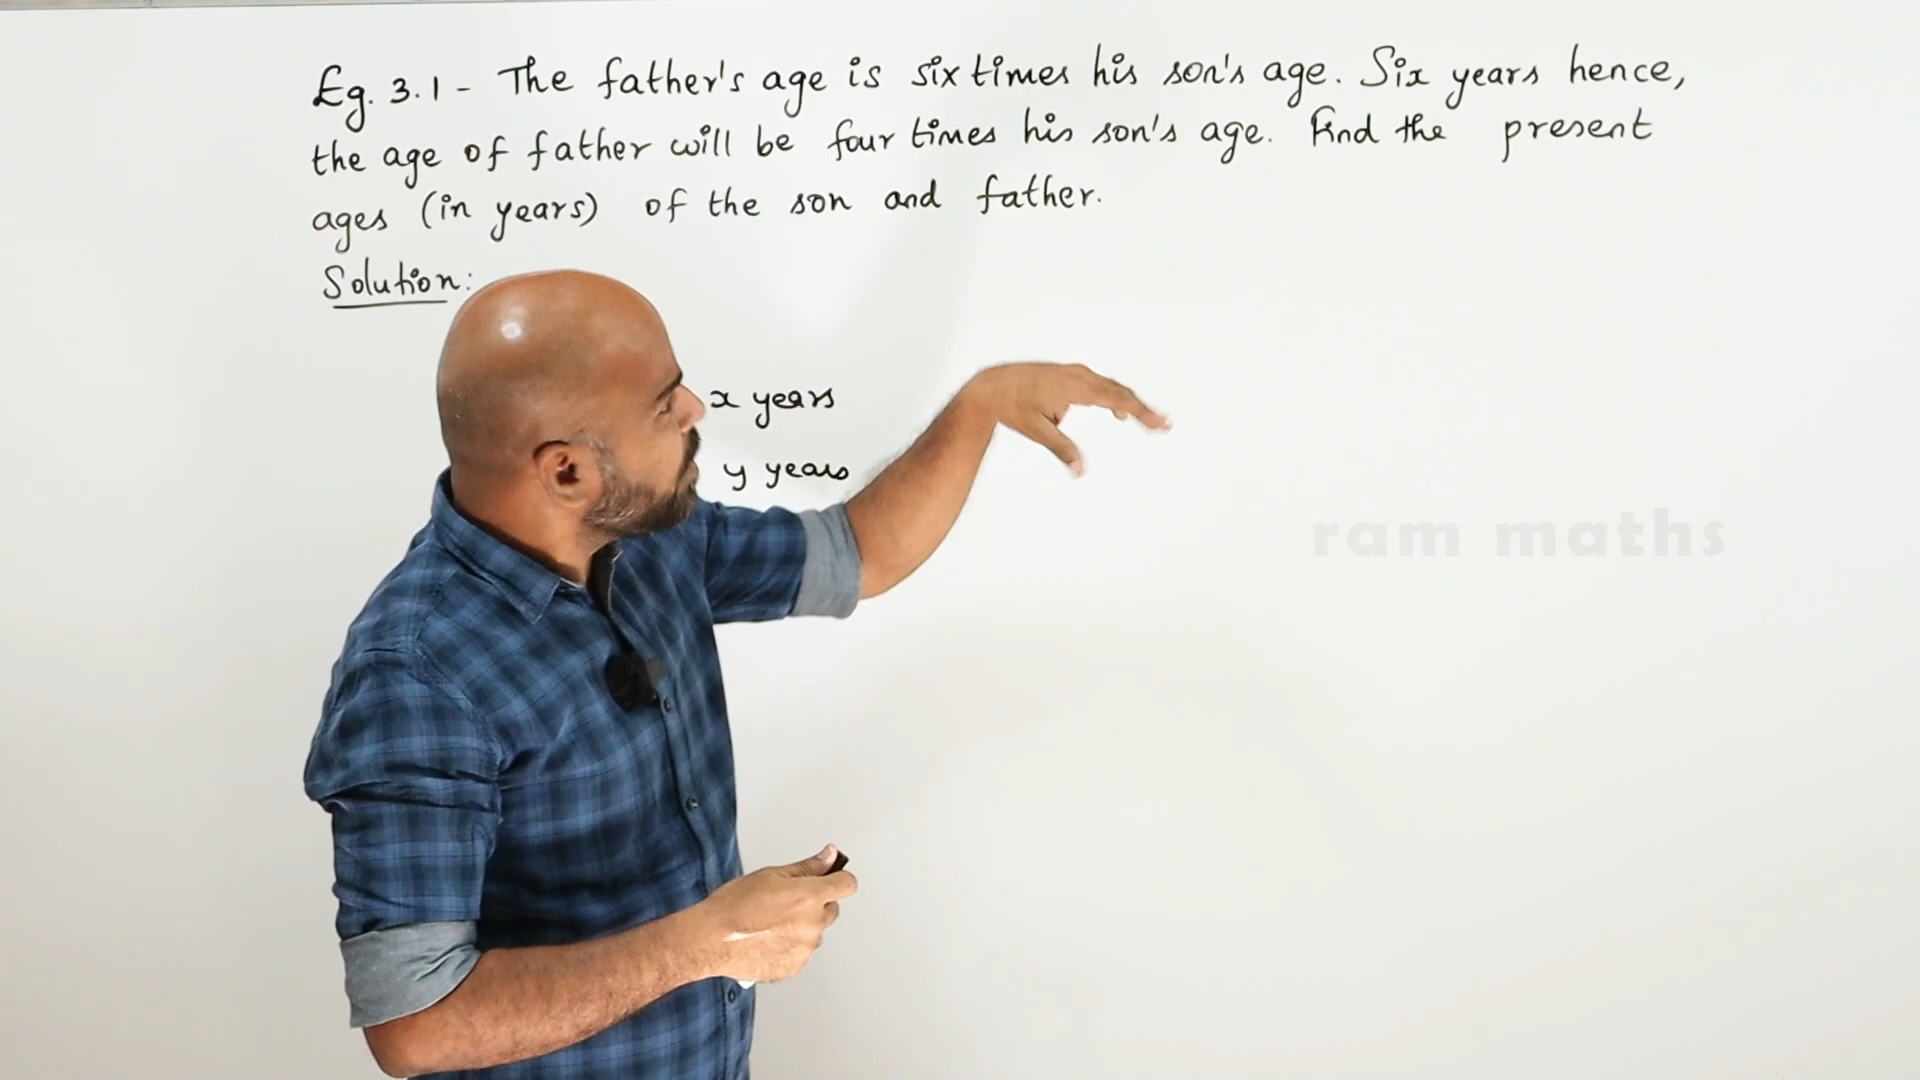 Eg. 3.1 - The father's age is six times his son's age. Six years hence,
the age of father will be four times his son's age. Find the present
ages (in years) of the son and father.
Solution:
x years
y years
ram maths